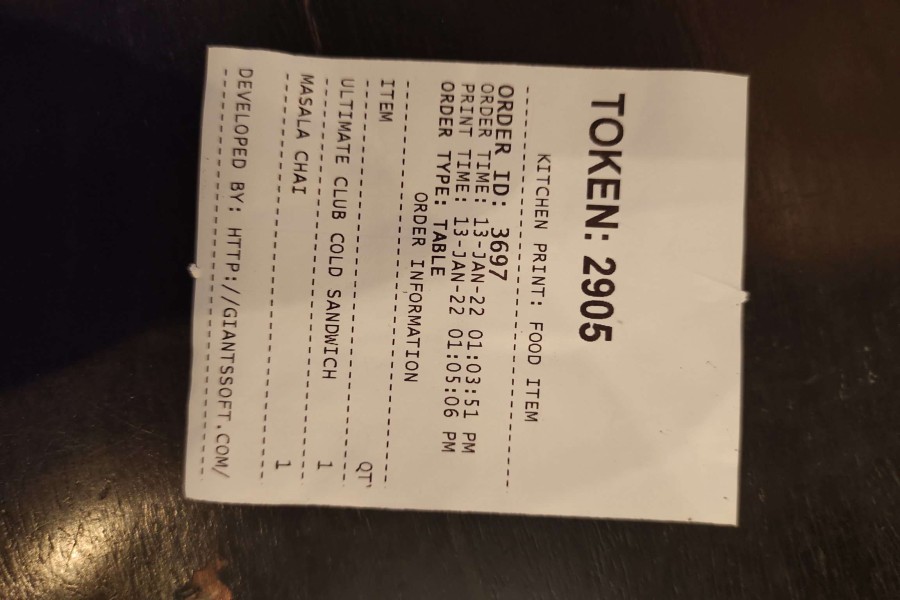 TOKEN: 2905
KITCHEN PRINT: FOOD ITEM
ORDER ID: 3697
ORDER TIME: 13-JAN-22 01:03:51 PM
PRINT TIME: 13-JAN-22 01:05:06 PM
ORDER TYPE: TABLE
ORDER INFORMATION
ITEM QT
ULTIMATE CLUB COLD SANDWICH 1
MASALA CHAI 1
DEVELOPED BY: HTTP://GIANTSSOFT.COM/